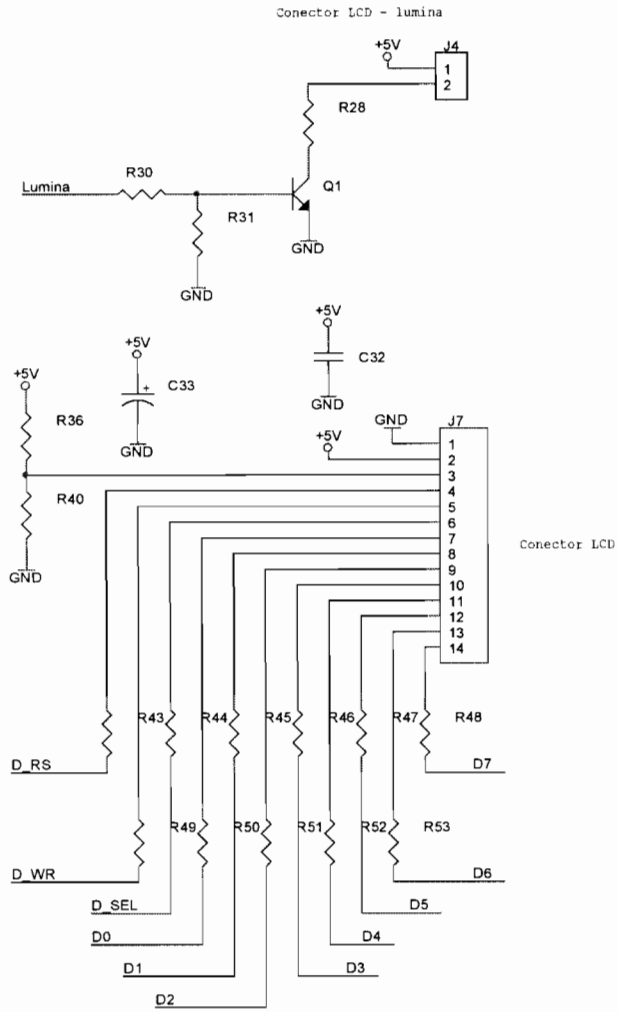 Conector LCD - lumina
+5V
J4
1
2
R28
R30
Lumina
Q1
R31
GND
GND
+5V
+5V
C32
C33
+5V
GND
R36
GND
GND
J7
+5V
1
2
3
4
5
6
7
8
9
10
11
12
13
14
R40
Conector LCD
GND
R43
R44
R45
R46
R47
R48
D_RS
D7
R49
R50
R51
R52
R53
D_WR
D6
D_SEL
D5
D0
D4
D1
D3
D2